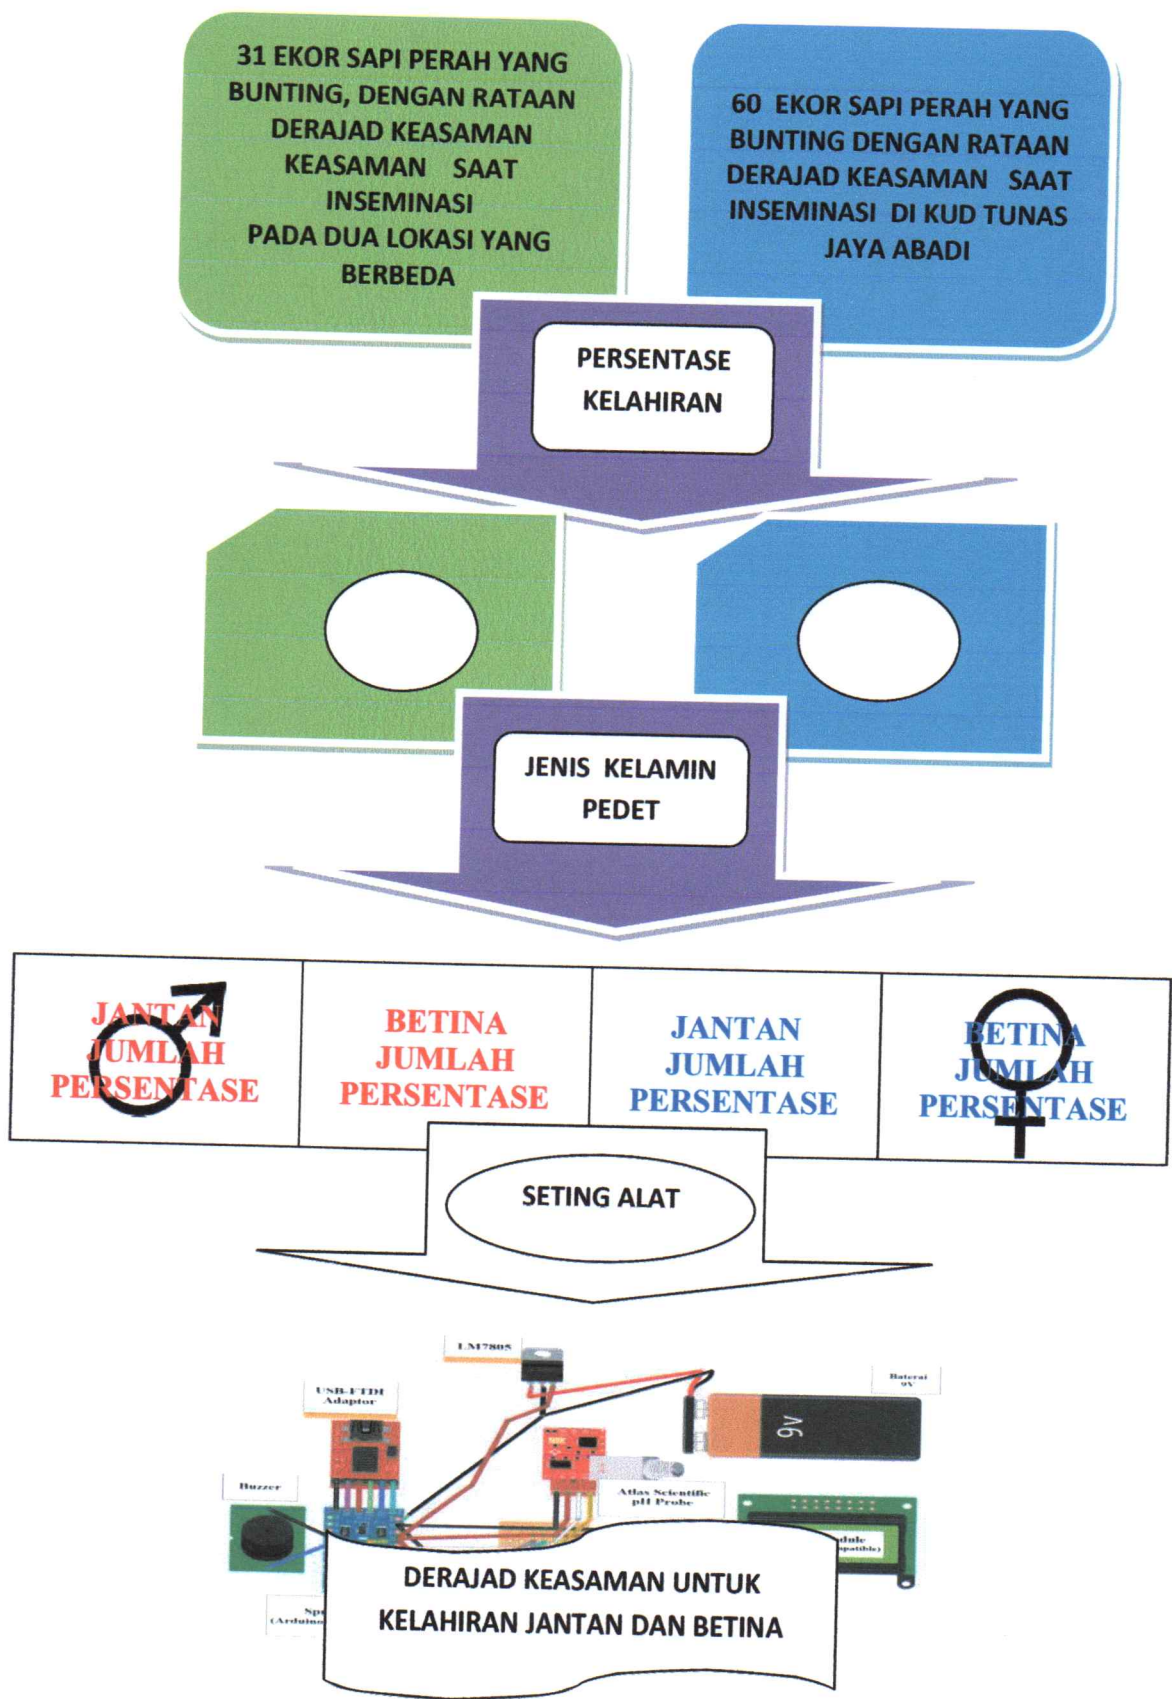 31 EKOR SAPI PERAH YANG
BUNTING, DENGAN RATAAN
DERAJAD KEASAMAN
KEASAMAN SAAT
INSEMINASI
PADA DUA LOKASI YANG
BERBEDA
60 EKOR SAPI PERAH YANG
BUNTING DENGAN RATAAN
DERAJAD KEASAMAN SAAT
INSEMINASI DI KUD TUNAS
JAYA ABADI
PERSENTASE
KELAHIRAN
JENIS KELAMIN
PEDET
JANTAN
JUMLAH
PERSENTASE
BETINA
JUMLAH
PERSENTASE
JANTAN
JUMLAH
PERSENTASE
BETINA
JUMLAH
PERSENTASE
SETING ALAT
LM7805
USB-FTDI
Adaptor
Baterai
9V
9v
Buzzer
Atlas Scientific
pH Probe
(Arduino
DERAJAD KEASAMAN UNTUK
KELAHIRAN JANTAN DAN BETINA